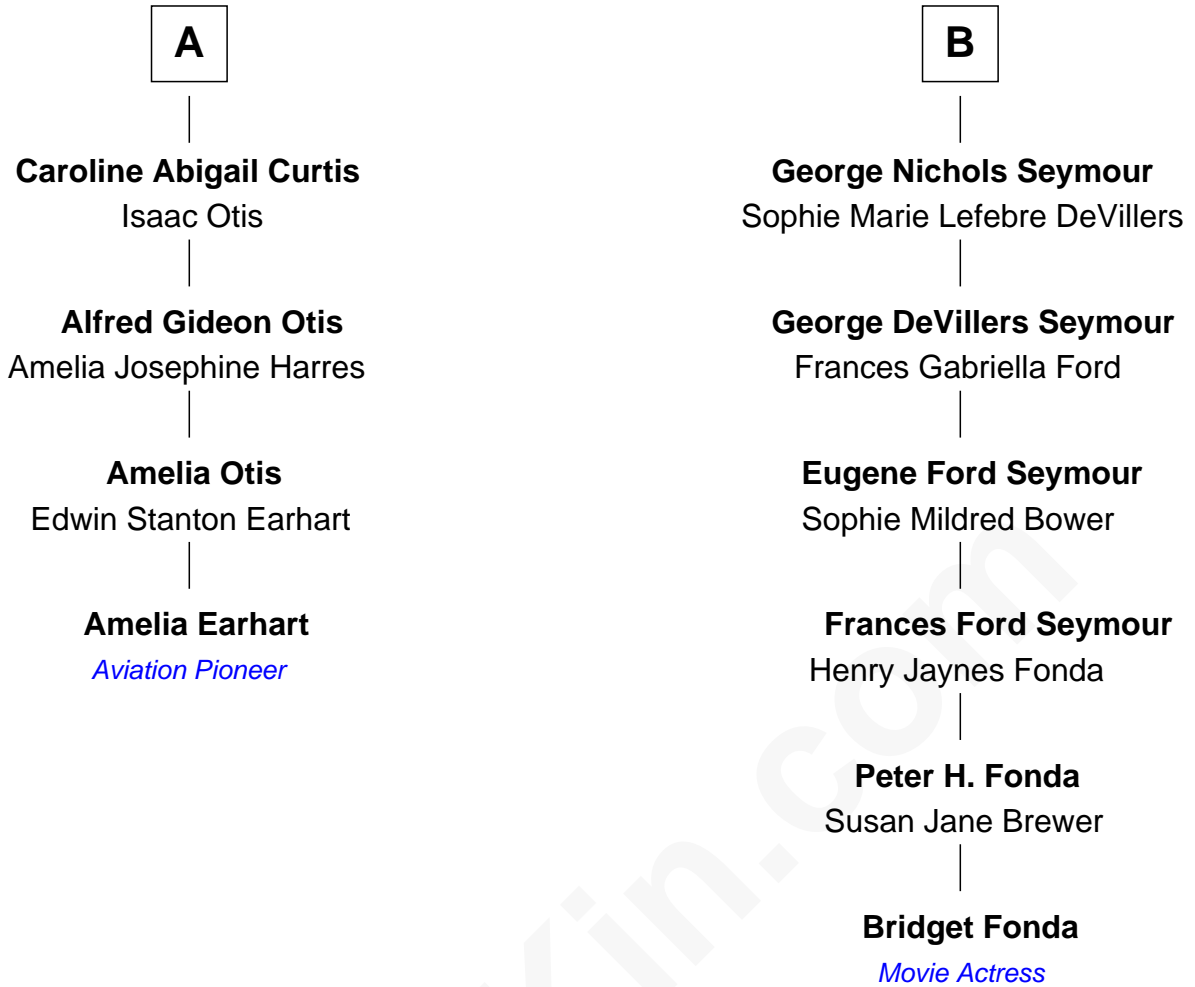 A
Caroline Abigail Curtis
Isaac Otis
Alfred Gideon Otis
Amelia Josephine Harres
Amelia Otis
Edwin Stanton Earhart
Amelia Earhart
Aviation Pioneer
B
George Nichols Seymour
Sophie Marie Lefebre DeVillers
George DeVillers Seymour
Frances Gabriella Ford
Eugene Ford Seymour
Sophie Mildred Bower
Frances Ford Seymour
Henry Jaynes Fonda
Peter H. Fonda
Susan Jane Brewer
Bridget Fonda
Movie Actress